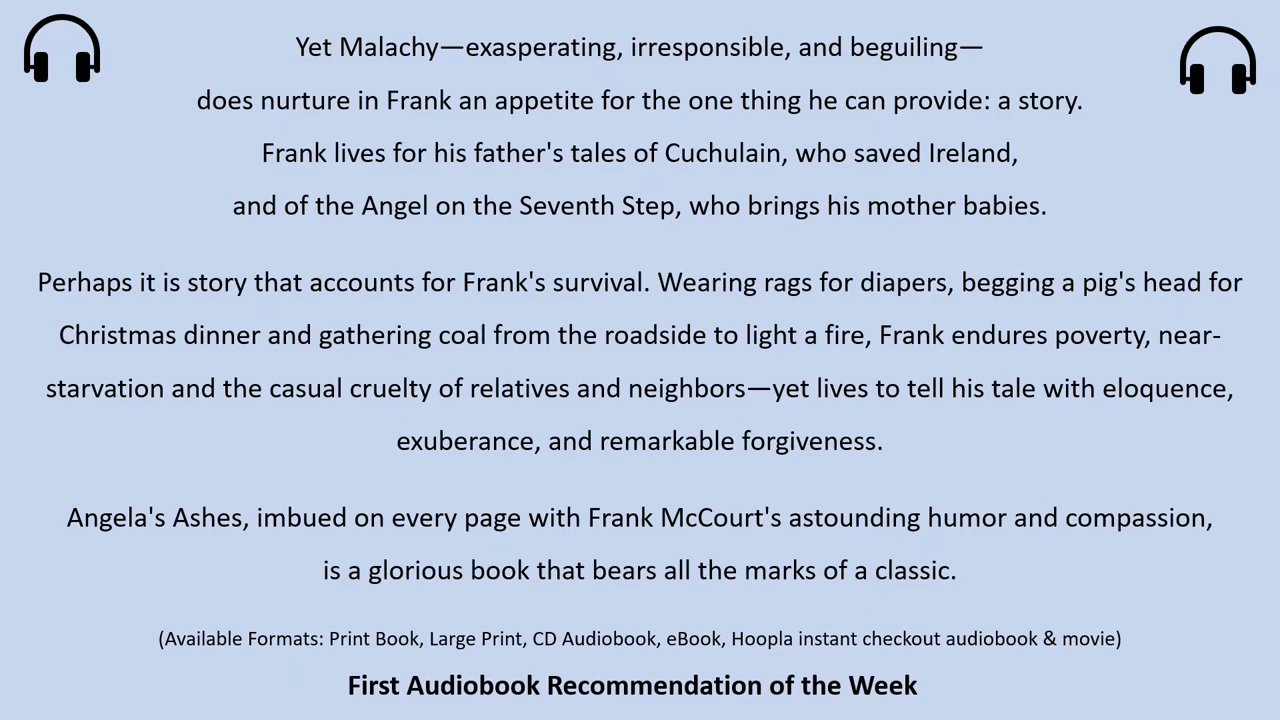 Yet Malachy—exasperating, irresponsible, and beguiling—
does nurture in Frank an appetite for the one thing he can provide: a story.
Frank lives for his father's tales of Cuchulain, who saved Ireland,
and of the Angel on the Seventh Step, who brings his mother babies.
Perhaps it is story that accounts for Frank's survival. Wearing rags for diapers, begging a pig's head for
Christmas dinner and gathering coal from the roadside to light a fire, Frank endures poverty, near-
starvation and the casual cruelty of relatives and neighbors—yet lives to tell his tale with eloquence,
exuberance, and remarkable forgiveness.
Angela's Ashes, imbued on every page with Frank McCourt's astounding humor and compassion,
is a glorious book that bears all the marks of a classic.
(Available Formats: Print Book, Large Print, CD Audiobook, eBook, Hoopla instant checkout audiobook & movie)
First Audiobook Recommendation of the Week